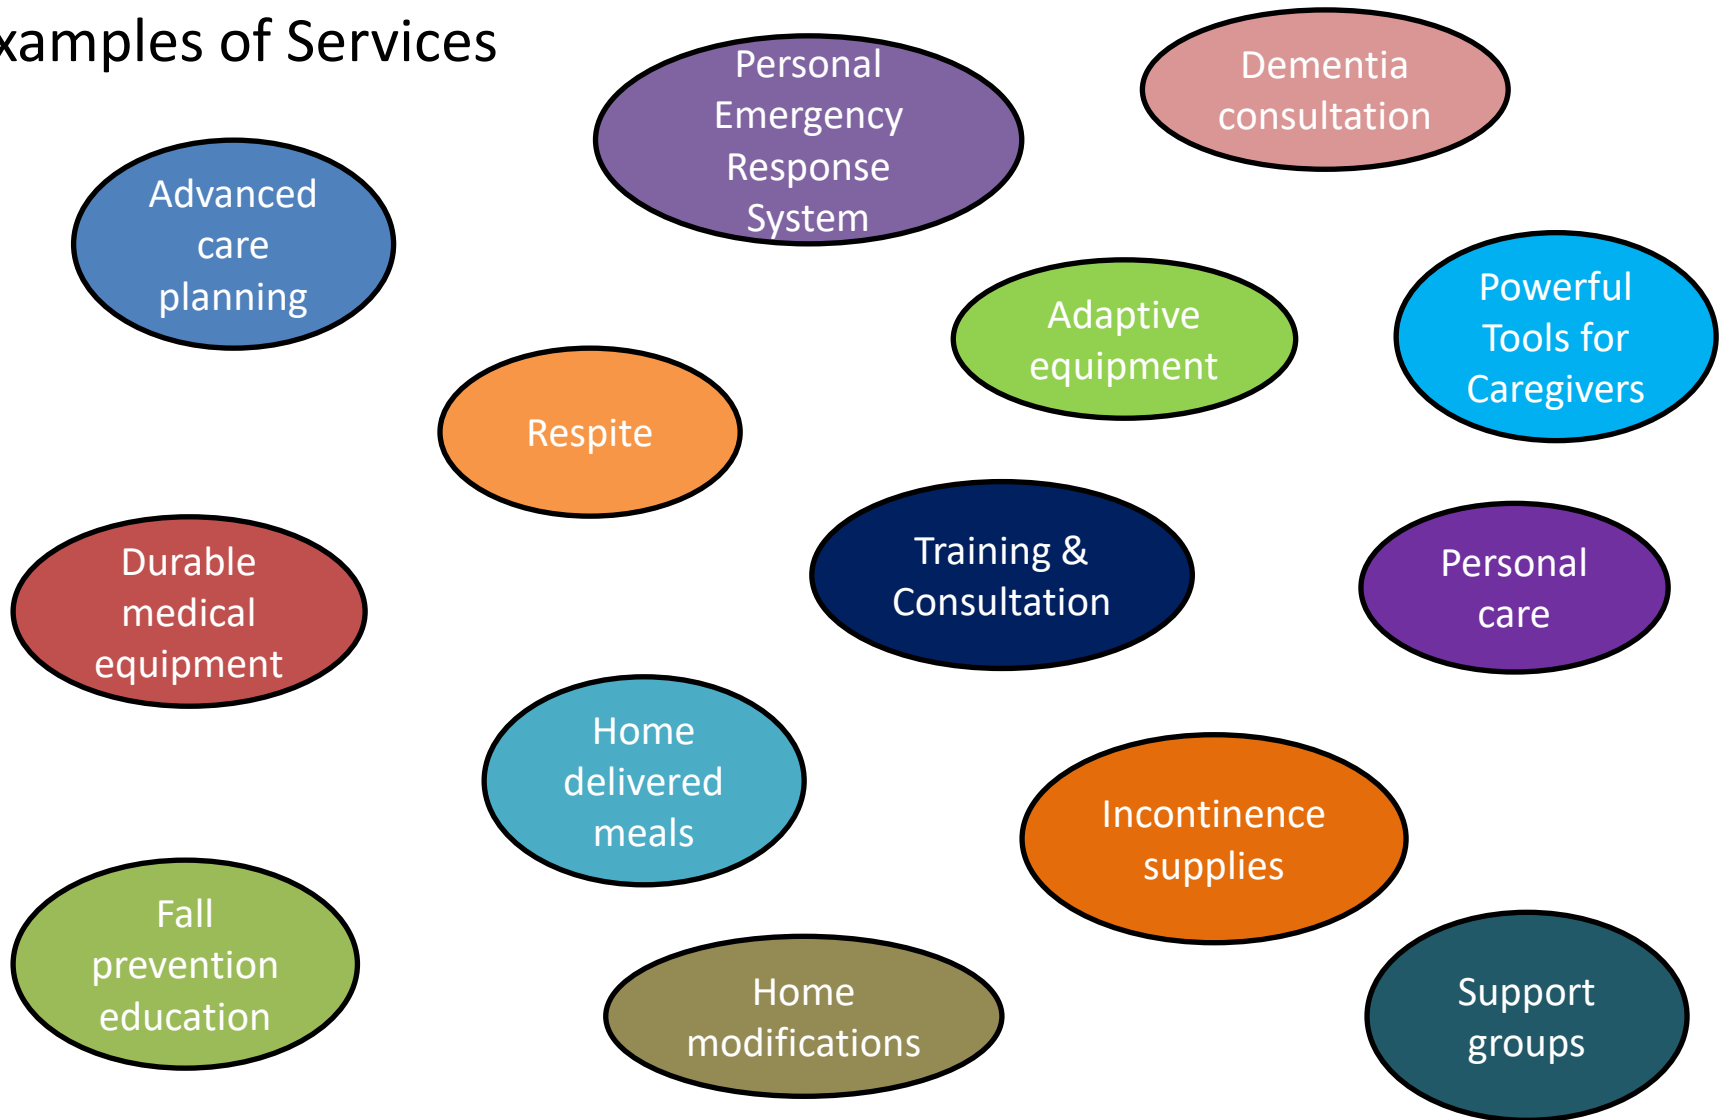 xamples of Services
Personal
Emergency
Response
System
Dementia
consultation
Advanced
care
planning
Adaptive
equipment
Powerful
Tools for
Caregivers
Respite
Durable
medical
equipment
Training &
Consultation
Personal
care
Home
delivered
meals
Incontinence
supplies
Fall
prevention
education
Home
modifications
Support
groups